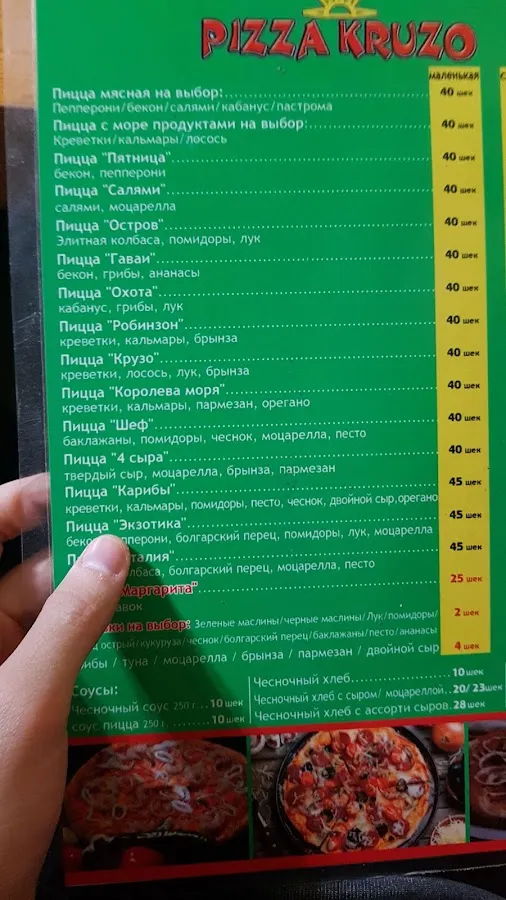 PIZZA KRUZO
маленькая
Пицца мясная на выбор: 40 шек
Пепперони/бекон/салями/кабанус/пастрома
Пицца с море продуктами на выбор: 40 шек
Креветки/кальмары/лосось
Пицца "Пятница" 40 шек
бекон, пепперони
Пицца "Салями" 40 шек
салями, моцарелла
Пицца "Остров" 40 шек
Элитная колбаса, помидоры, лук
Пицца "Гаваи" 40 шек
бекон, грибы, ананасы
Пицца "Охота" 40 шек
кабанус, грибы, лук
Пицца "Робинзон" 40 шек
креветки, кальмары, брынза
Пицца "Крузо" 40 шек
креветки, лосось, лук, брынза
Пицца "Королева моря" 40 шек
креветки, кальмары, пармезан, орегано
Пицца "Шеф" 40 шек
баклажаны, помидоры, чеснок, моцарелла, песто
Пицца "4 сыра" 40 шек
твердый сыр, моцарелла, брынза, пармезан
Пицца "Карибы" 45 шек
креветки, кальмары, помидоры, песто, чеснок, двойной сыр,орегано
Пицца "Экзотика" 45 шек
перони, болгарский перец, помидоры, лук, моцарелла
45 шек
болгарский перец, моцарелла, песто
Маргарита" 25 шек
на выбор: Зеленые маслины/черные маслины/Лук/помидоры/ 2 шек
острый/кукуруза/чеснок/болгарский перец/баклажаны/песто/ананасы
/ туна / моцарелла / брынза / пармезан / двойной сыр 4 шек
Соусы:
Чесночный соус 250 г. 10 шек
соус пицца 250 г. 10 шек
Чесночный хлеб 10 шек
Чесночный хлеб с сыром/ моцареллой 20/ 23 шек
Чесночный хлеб с ассорти сыров 28 шек